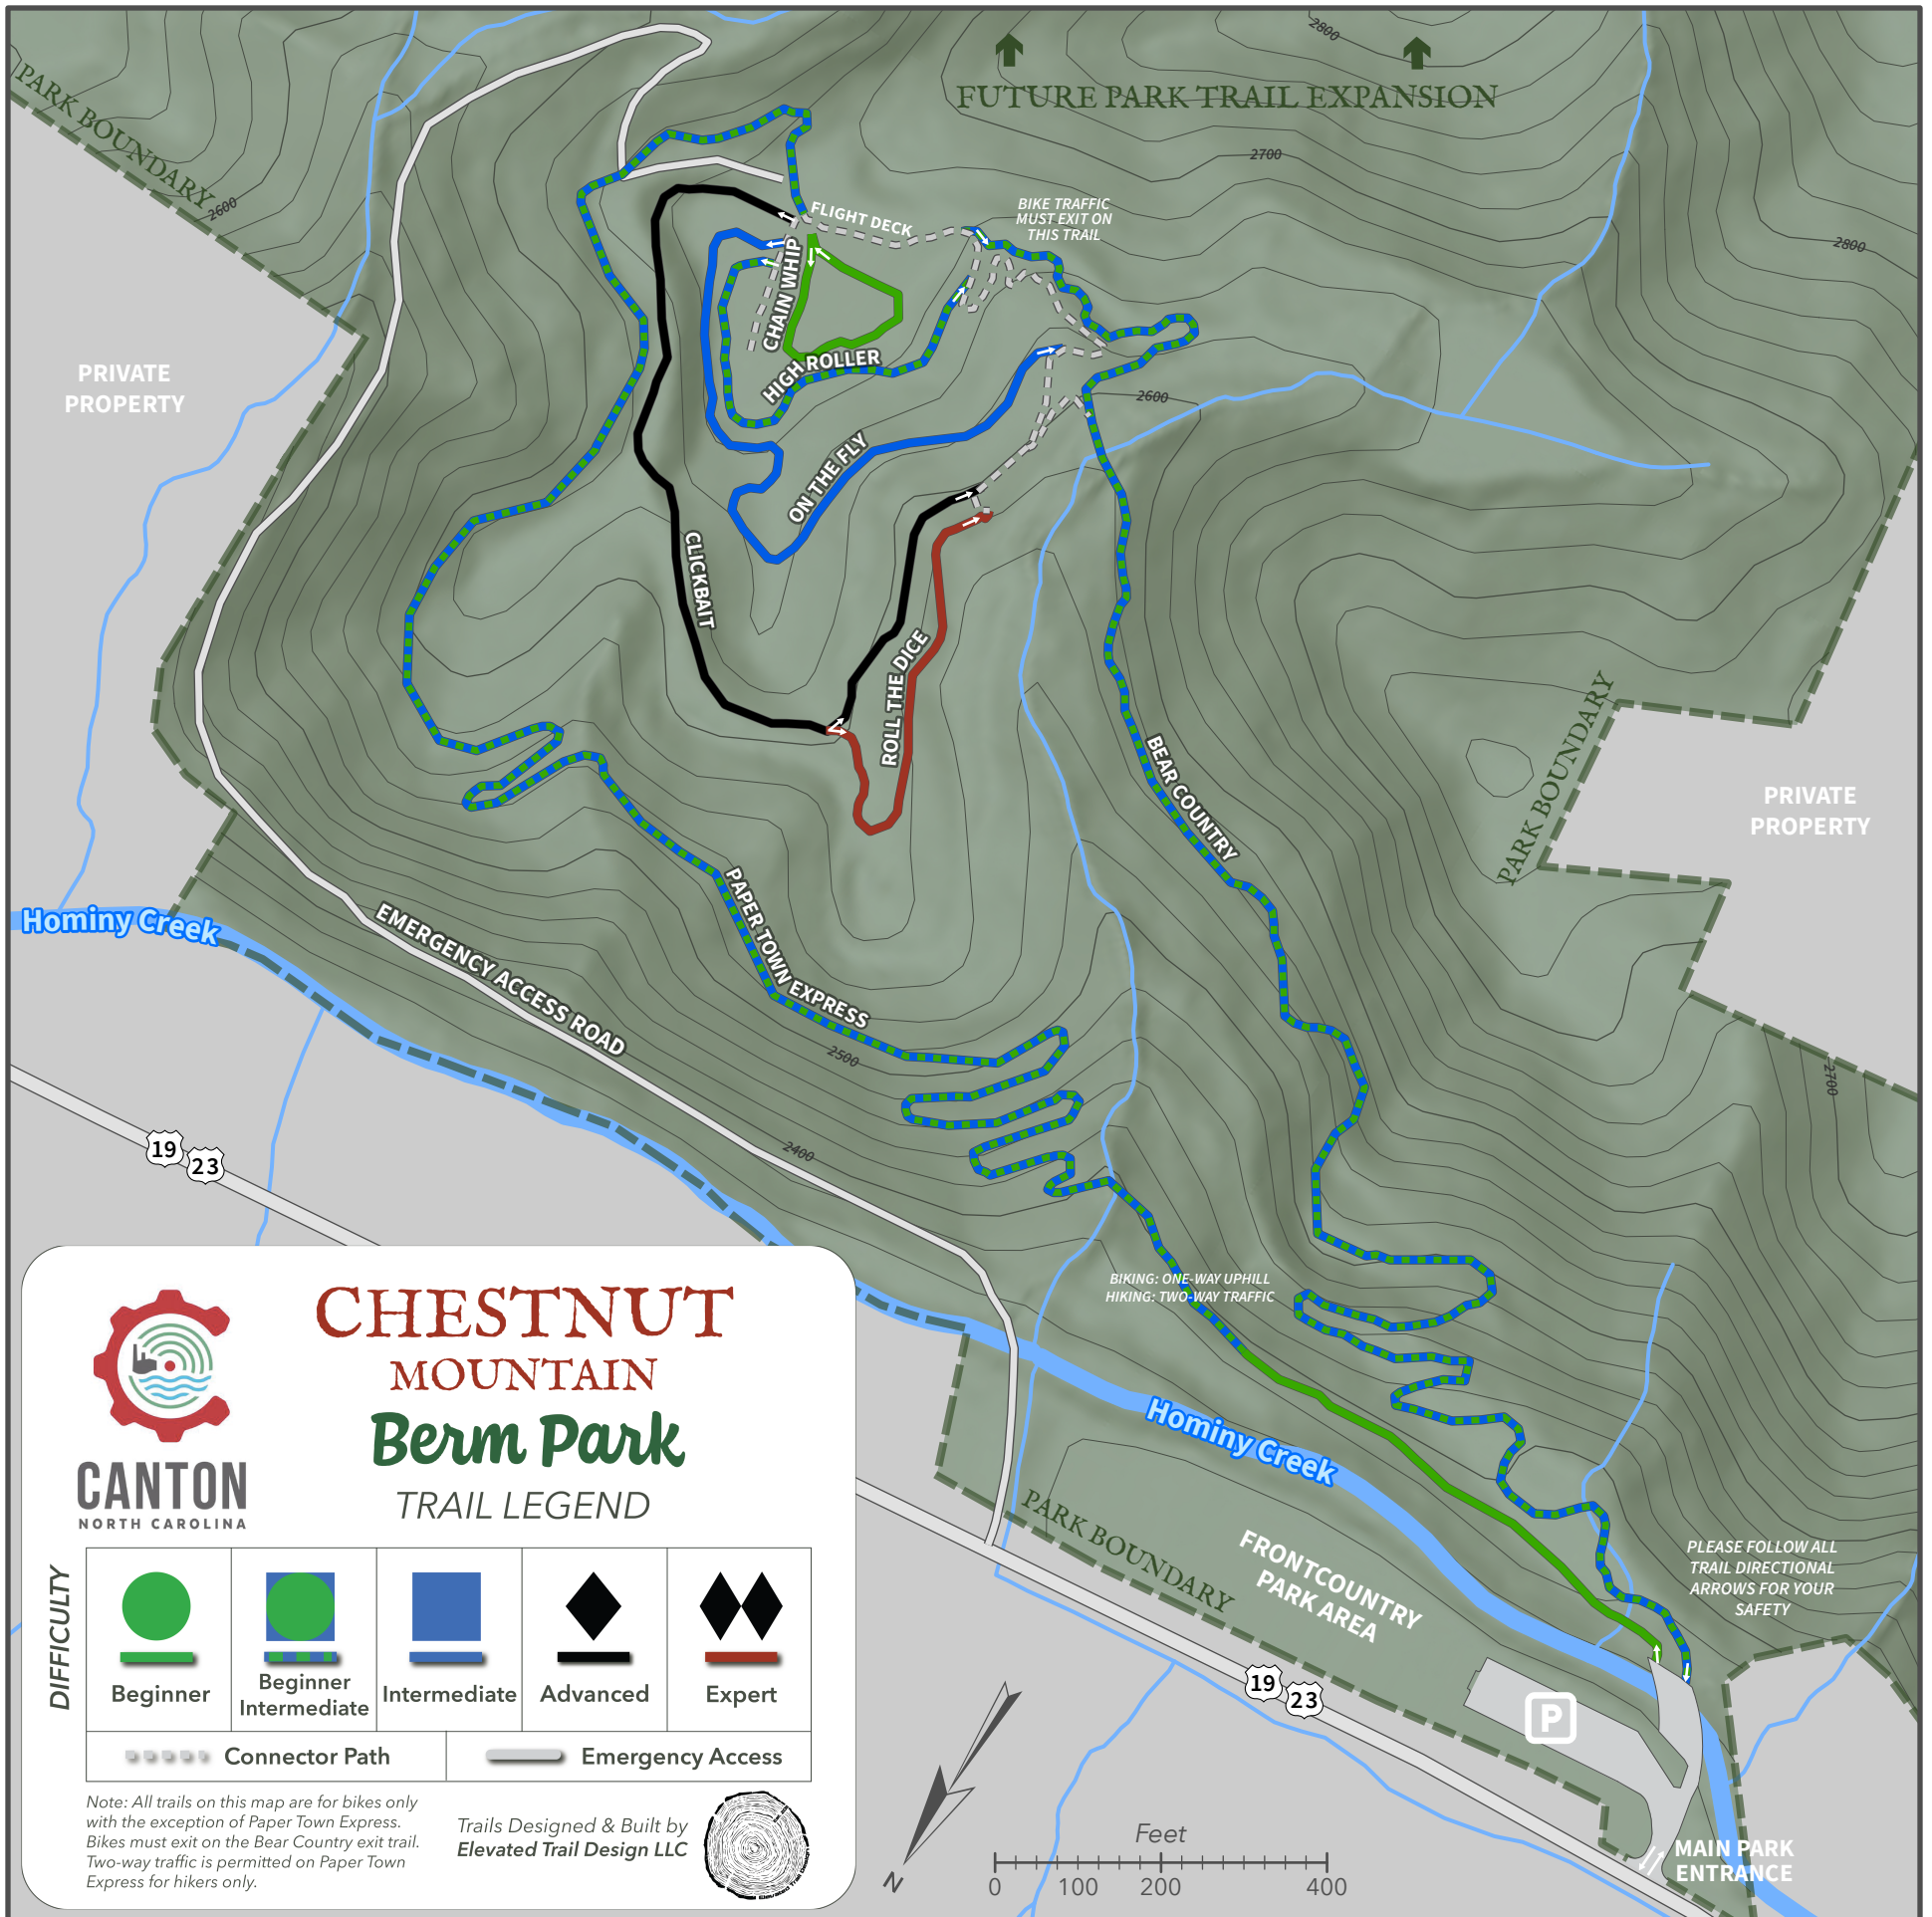 2800
FUTURE PARK TRAIL EXPANSION
PARK BOUNDARY
2700
2600
BIKE TRAFFIC
MUST EXIT ON
THIS TRAIL
FLIGHT DECK
2800
CHAIN WHIP
HIGH ROLLER
PRIVATE
PROPERTY
2600
ON THE FLY
CLICKBAIT
ROLL THE DICE
PARK BOUNDARY
BEAR COUNTRY
PRIVATE
PROPERTY
PAPER TOWN EXPRESS
Hominy Creek
EMERGENCY ACCESS ROAD
2500
2700
2400
19
23
BIKING: ONE-WAY UPHILL
HIKING: TWO-WAY TRAFFIC
Hominy Creek
PARK BOUNDARY
FRONTCOUNTRY
PARK AREA
PLEASE FOLLOW ALL
TRAIL DIRECTIONAL
ARROWS FOR YOUR
SAFETY
19
23
P
MAIN PARK
ENTRANCE
N
Feet
0 100 200 400
CHESTNUT
MOUNTAIN
Berm Park
TRAIL LEGEND
CANTON
NORTH CAROLINA
DIFFICULTY
Beginner
Beginner
Intermediate
Intermediate
Advanced
Expert
Connector Path
Emergency Access
Note: All trails on this map are for bikes only
with the exception of Paper Town Express.
Bikes must exit on the Bear Country exit trail.
Two-way traffic is permitted on Paper Town
Express for hikers only.
Trails Designed & Built by
Elevated Trail Design LLC
Elevated Trail Design